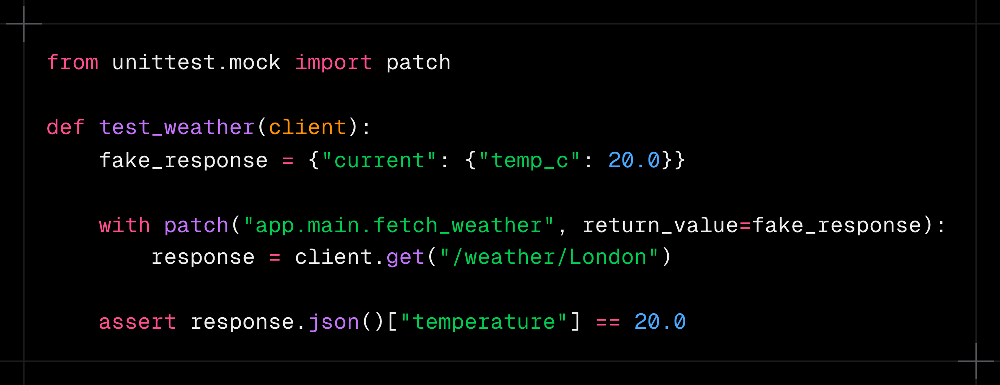 from unittest.mock import patch
def test_weather(client):
    fake_response = {"current": {"temp_c": 20.0}}
    with patch("app.main.fetch_weather", return_value=fake_response):
        response = client.get("/weather/London")
    assert response.json()["temperature"] == 20.0